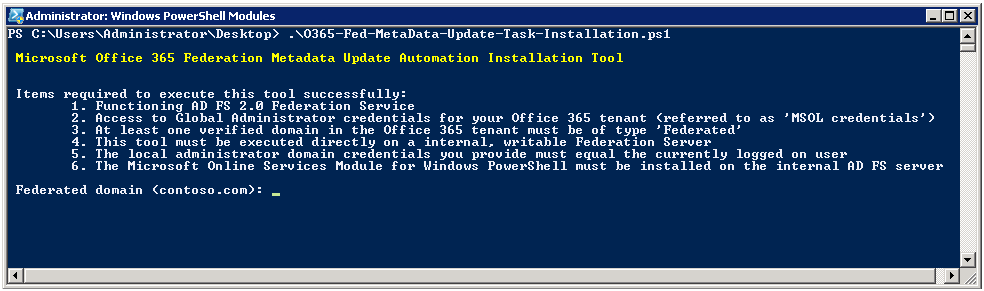 Administrator: Windows PowerShell Modules
PS C:\Users\Administrator\Desktop> .\O365-Fed-MetaData-Update-Task-Installation.ps1
Microsoft Office 365 Federation Metadata Update Automation Installation Tool
Items required to execute this tool successfully:
1. Functioning AD FS 2.0 Federation Service
2. Access to Global Administrator credentials for your Office 365 tenant (referred to as 'MSOL credentials')
3. At least one verified domain in the Office 365 tenant must be of type 'Federated'
4. This tool must be executed directly on a internal, writable Federation Server
5. The local administrator domain credentials you provide must equal the currently logged on user
6. The Microsoft Online Services Module for Windows PowerShell must be installed on the internal AD FS server
Federated domain (contoso.com): _